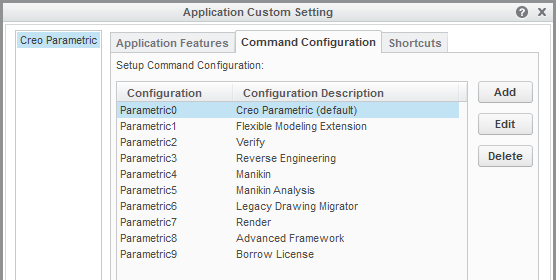 Application Custom Setting
Creo Parametric
Application Features Command Configuration Shortcuts
Setup Command Configuration:
Configuration Configuration Description
Parametric0 Creo Parametric (default)
Parametric1 Flexible Modeling Extension
Parametric2 Verify
Parametric3 Reverse Engineering
Parametric4 Manikin
Parametric5 Manikin Analysis
Parametric6 Legacy Drawing Migrator
Parametric7 Render
Parametric8 Advanced Framework
Parametric9 Borrow License
Add
Edit
Delete